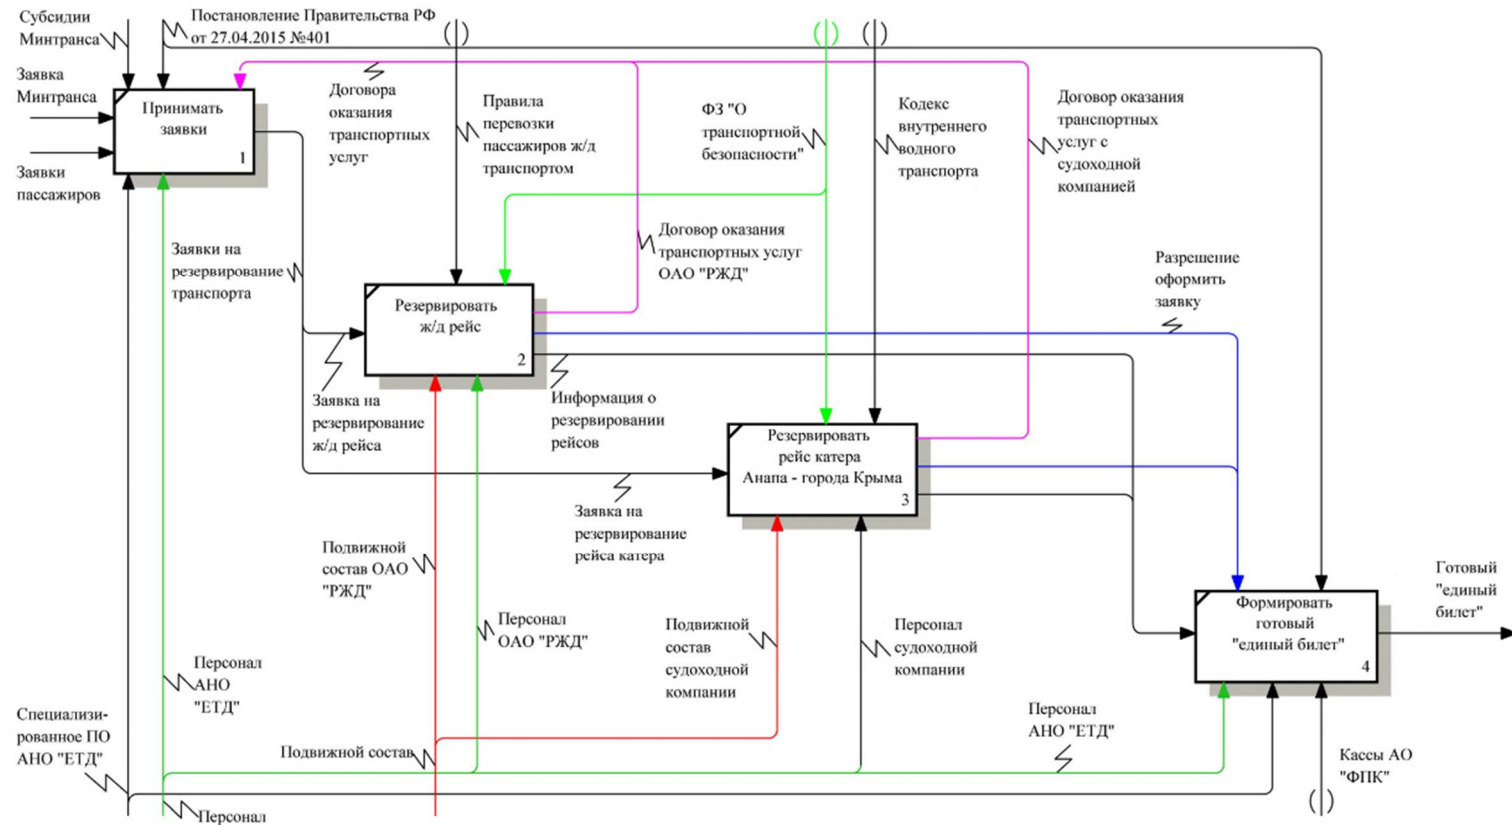 Субсидии
Минтранса
Постановление Правительства РФ
от 27.04.2015 №401
( )
( )
( )
Заявка
Минтранса
Принимать
заявки
1
Заявки
пассажиров
Договора
оказания
транспортных
услуг
Правила
перевозки
пассажиров ж/д
транспортом
ФЗ "О
транспортной
безопасности"
Кодекс
внутреннего
водного
транспорта
Договор оказания
транспортных
услуг с
судоходной
компанией
Заявки на
резервирование
транспорта
Договор оказания
транспортных услуг
ОАО "РЖД"
Разрешение
оформить
заявку
Резервировать
ж/д рейс
2
Заявка на
резервирование
ж/д рейса
Информация о
резервировании
рейсов
Резервировать
рейс катера
Анапа - города Крыма
3
Заявка на
резервирование
рейса катера
Подвижной
состав ОАО
"РЖД"
Готовый
"единый
билет"
Формировать
готовый
"единый билет"
4
Персонал
ОАО "РЖД"
Подвижной
состав
судоходной
компании
Персонал
судоходной
компании
Персонал
АНО
"ЕТД"
Специализи-
рованное ПО
АНО "ЕТД"
Подвижной состав
Персонал
АНО "ЕТД"
Кассы АО
"ФПК"
( )
Персонал